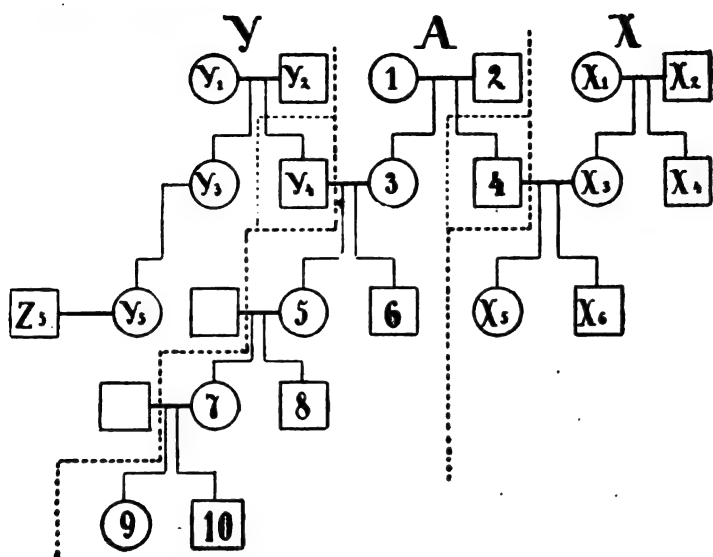 Y A X
Y₁ Y₂ 1 2 X₁ X₂
Y₃ Y₄ 3 4 X₃ X₄
Z₅ Y₅ 5 6 X₅ X₆
7 8
9 10